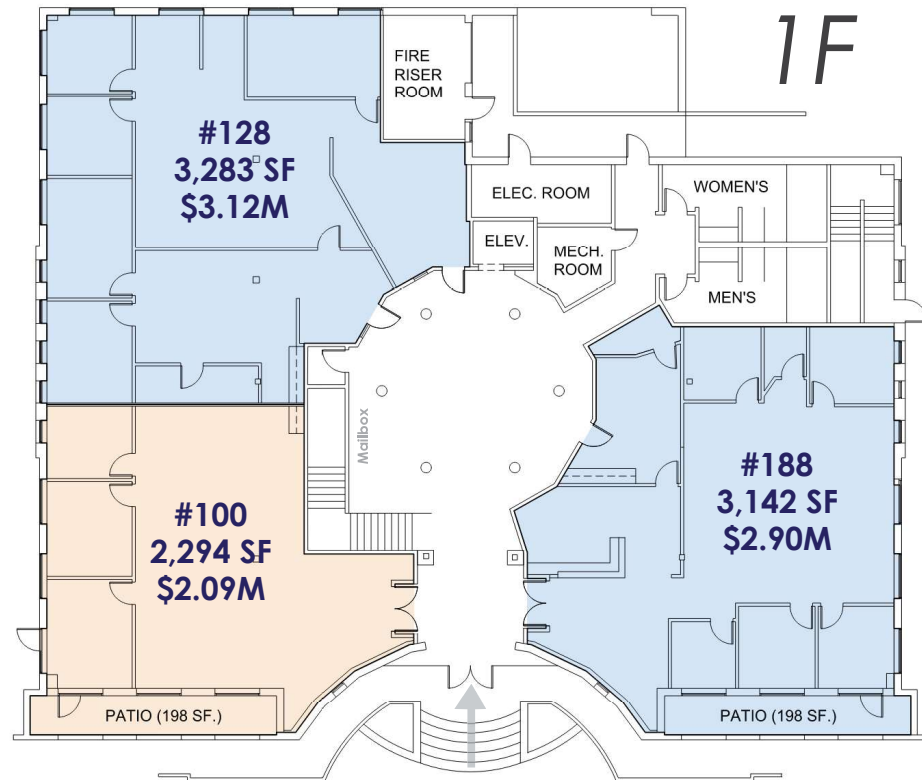 1F
FIRE
RISER
ROOM
#128
3,283 SF
$3.12M
ELEC. ROOM
WOMEN'S
ELEV.
MECH.
ROOM
MEN'S
Mailbox
#188
3,142 SF
$2.90M
#100
2,294 SF
$2.09M
PATIO (198 SF.)
PATIO (198 SF.)